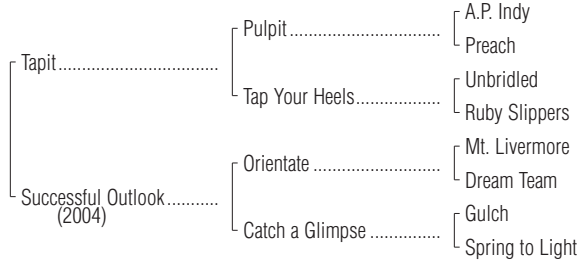 A.P. Indy
Pulpit
Preach
Tapit
Unbridled
Tap Your Heels
Ruby Slippers
Mt. Livermore
Orientate
Dream Team
Successful Outlook
(2004)
Gulch
Catch a Glimpse
Spring to Light